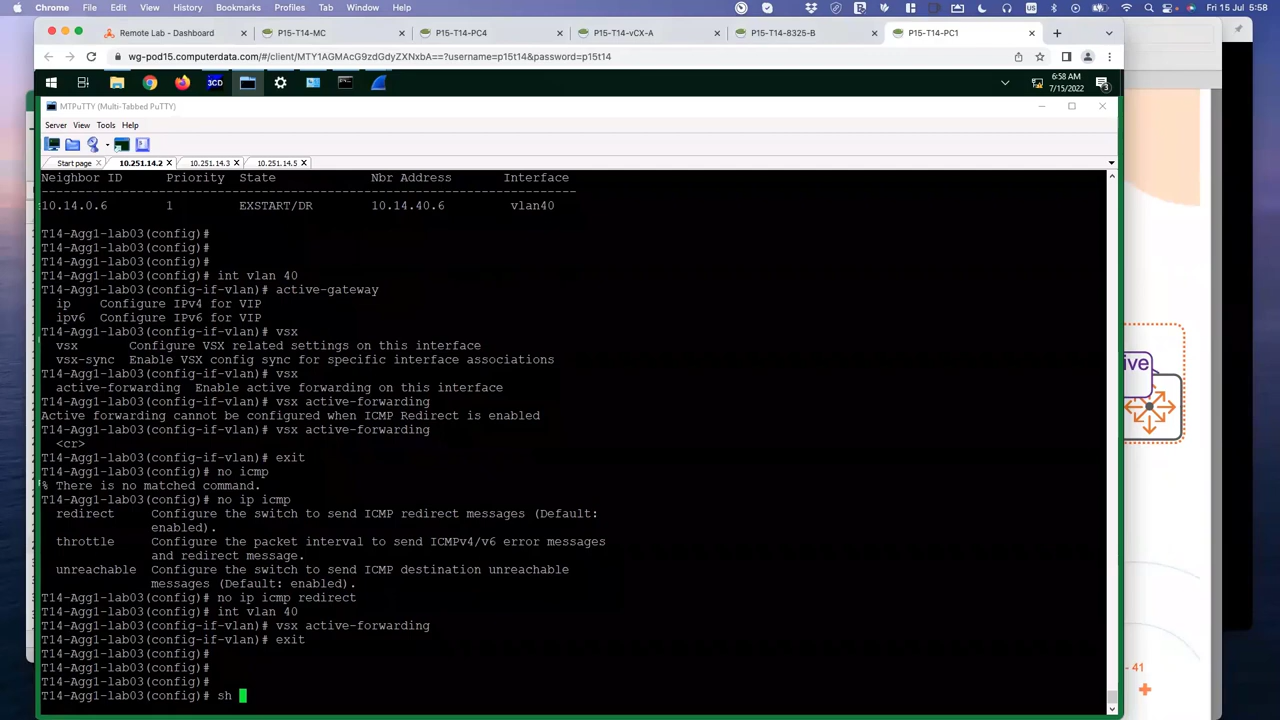 Chrome File Edit View History Bookmarks Profiles Tab Window Help Fri 15 Jul 5:58
Remote Lab - Dashboard P15-T14-MC P15-T14-PC4 P15-T14-vCX-A P15-T14-8325-B P15-T14-PC1
wg-pod15.computerdata.com/#/client/MTY1AGMAcG9zdGdyZXNxbA==?username=p15t14&password=p15t14
3CD 6:58 AM
7/15/2022 3
MTPuTTY (Multi-Tabbed PuTTY)
Server View Tools Help
Start page 10.251.14.2 10.251.14.3 10.251.14.5
Neighbor ID Priority State Nbr Address Interface
-------------------------------------------------------------------------
10.14.0.6 1 EXSTART/DR 10.14.40.6 vlan40
T14-Agg1-lab03(config)#
T14-Agg1-lab03(config)#
T14-Agg1-lab03(config)#
T14-Agg1-lab03(config)# int vlan 40
T14-Agg1-lab03(config-if-vlan)# active-gateway
ip Configure IPv4 for VIP
ipv6 Configure IPv6 for VIP
T14-Agg1-lab03(config-if-vlan)# vsx
vsx Configure VSX related settings on this interface
vsx-sync Enable VSX config sync for specific interface associations
T14-Agg1-lab03(config-if-vlan)# vsx
active-forwarding Enable active forwarding on this interface
T14-Agg1-lab03(config-if-vlan)# vsx active-forwarding
Active forwarding cannot be configured when ICMP Redirect is enabled
T14-Agg1-lab03(config-if-vlan)# vsx active-forwarding
<cr>
T14-Agg1-lab03(config-if-vlan)# exit
T14-Agg1-lab03(config)# no icmp
% There is no matched command.
T14-Agg1-lab03(config)# no ip icmp
redirect Configure the switch to send ICMP redirect messages (Default:
enabled).
throttle Configure the packet interval to send ICMPv4/v6 error messages
and redirect message.
unreachable Configure the switch to send ICMP destination unreachable
messages (Default: enabled).
T14-Agg1-lab03(config)# no ip icmp redirect
T14-Agg1-lab03(config)# int vlan 40
T14-Agg1-lab03(config-if-vlan)# vsx active-forwarding
T14-Agg1-lab03(config-if-vlan)# exit
T14-Agg1-lab03(config)#
T14-Agg1-lab03(config)#
T14-Agg1-lab03(config)#
T14-Agg1-lab03(config)# sh
ive
- 41